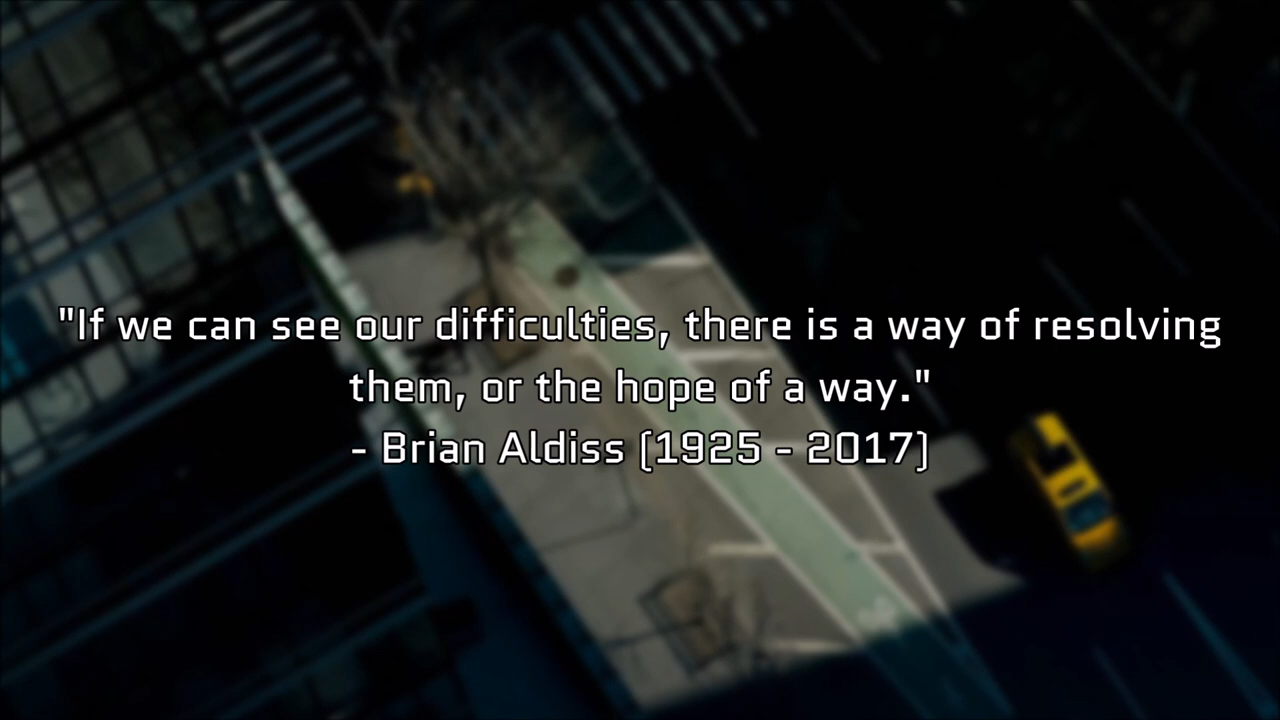 "If we can see our difficulties, there is a way of resolving
them, or the hope of a way."
- Brian Aldiss (1925 - 2017)